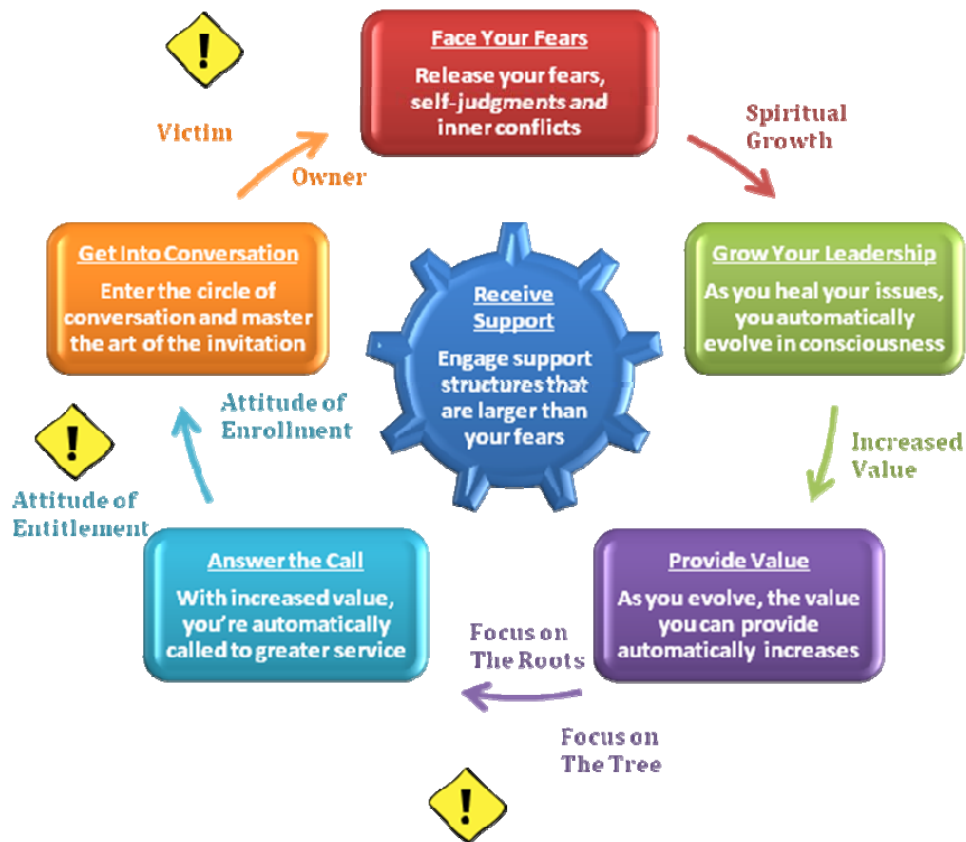 !
Face Your Fears
Release your fears,
self-judgments and
inner conflicts
Victim
Owner
Spiritual
Growth
Get Into Conversation
Enter the circle of
conversation and master
the art of the invitation
Receive
Support
Engage support
structures that
are larger than
your fears
Grow Your Leadership
As you heal your issues,
you automatically
evolve in consciousness
Attitude of
Enrollment
!
Attitude of
Entitlement
Increased
Value
Answer the Call
With increased value,
you're automatically
called to greater service
Focus on
The Roots
Provide Value
As you evolve, the value
you can provide
automatically increases
Focus on
The Tree
!